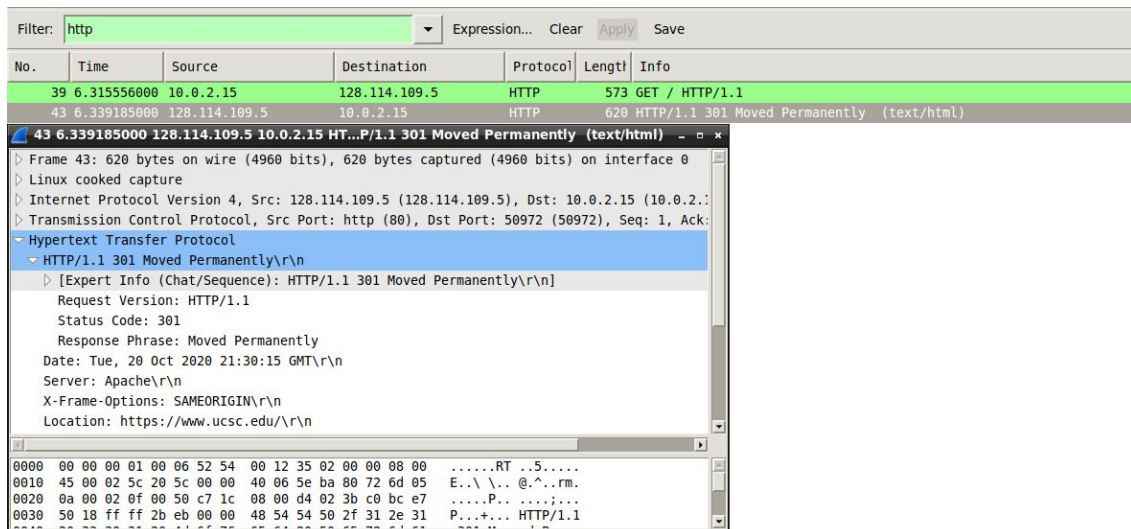 Filter: http Expression... Clear Apply Save
No. Time Source Destination Protocol Length Info
39 6.315556000 10.0.2.15 128.114.109.5 HTTP 573 GET / HTTP/1.1
43 6.339185000 128.114.109.5 10.0.2.15 HTTP 620 HTTP/1.1 301 Moved Permanently (text/html)
43 6.339185000 128.114.109.5 10.0.2.15 HT...P/1.1 301 Moved Permanently (text/html)
Frame 43: 620 bytes on wire (4960 bits), 620 bytes captured (4960 bits) on interface 0
Linux cooked capture
Internet Protocol Version 4, Src: 128.114.109.5 (128.114.109.5), Dst: 10.0.2.15 (10.0.2.1
Transmission Control Protocol, Src Port: http (80), Dst Port: 50972 (50972), Seq: 1, Ack:
Hypertext Transfer Protocol
HTTP/1.1 301 Moved Permanently\r\n
[Expert Info (Chat/Sequence): HTTP/1.1 301 Moved Permanently\r\n]
Request Version: HTTP/1.1
Status Code: 301
Response Phrase: Moved Permanently
Date: Tue, 20 Oct 2020 21:30:15 GMT\r\n
Server: Apache\r\n
X-Frame-Options: SAMEORIGIN\r\n
Location: https://www.ucsc.edu/\r\n
0000 00 00 00 01 00 06 52 54 00 12 35 02 00 00 08 00 ......RT ..5.....
0010 45 00 02 5c 20 5c 00 00 40 06 5e ba 80 72 6d 05 E..\ \.. @.^..rm.
0020 0a 00 02 0f 00 50 c7 1c 08 00 d4 02 3b c0 bc e7 .....P.. ....;...
0030 50 18 ff ff 2b eb 00 00 48 54 54 50 2f 31 2e 31 P...+... HTTP/1.1